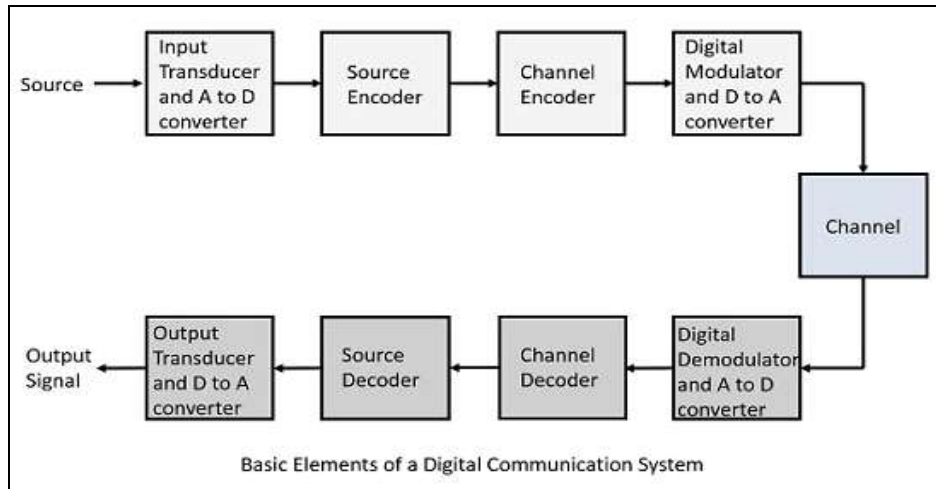 Source
Input
Transducer
and A to D
converter
Source
Encoder
Channel
Encoder
Digital
Modulator
and D to A
converter
Channel
Output
Signal
Output
Transducer
and D to A
converter
Source
Decoder
Channel
Decoder
Digital
Demodulator
and A to D
converter
Basic Elements of a Digital Communication System